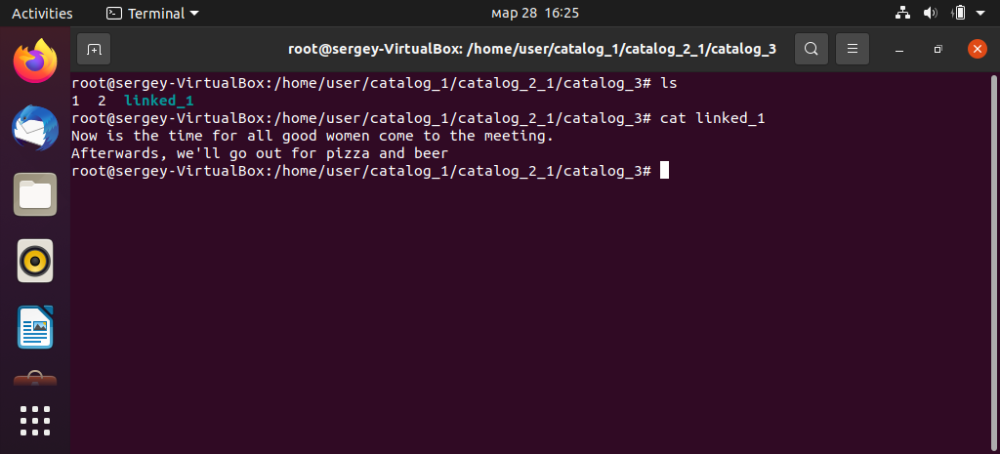 Activities
Terminal
мар 28 16:25
root@sergey-VirtualBox: /home/user/catalog_1/catalog_2_1/catalog_3
root@sergey-VirtualBox:/home/user/catalog_1/catalog_2_1/catalog_3# ls
1 2 linked_1
root@sergey-VirtualBox:/home/user/catalog_1/catalog_2_1/catalog_3# cat linked_1
Now is the time for all good women come to the meeting.
Afterwards, we'll go out for pizza and beer
root@sergey-VirtualBox:/home/user/catalog_1/catalog_2_1/catalog_3#